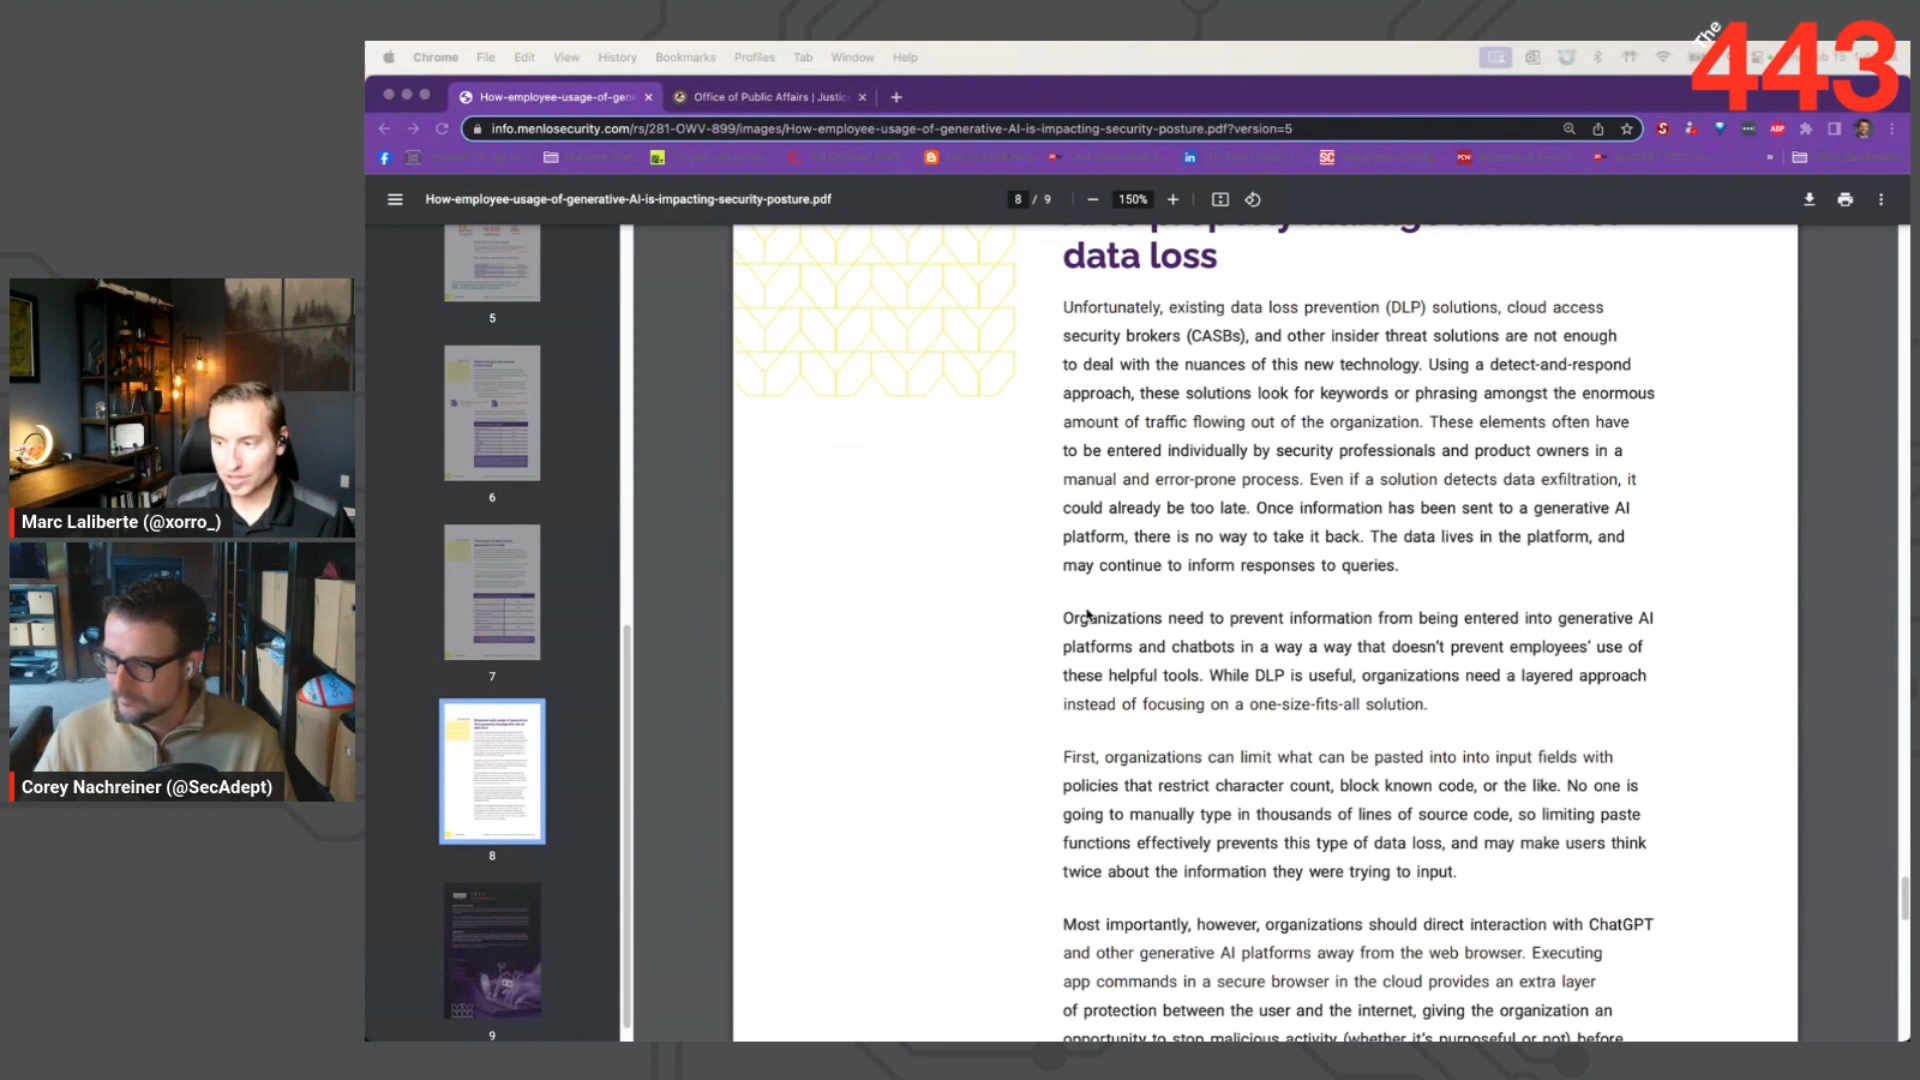 The
443
Chrome File Edit View History Bookmarks Profiles Tab Window Help
How-employee-usage-of-gen
Office of Public Affairs | Justic
info.menlosecurity.com/rs/281-OWV-899/images/How-employee-usage-of-generative-AI-is-impacting-security-posture.pdf?version=5
How-employee-usage-of-generative-AI-is-impacting-security-posture.pdf
8 / 9
150%
data loss
Unfortunately, existing data loss prevention (DLP) solutions, cloud access
security brokers (CASBs), and other insider threat solutions are not enough
to deal with the nuances of this new technology. Using a detect-and-respond
approach, these solutions look for keywords or phrasing amongst the enormous
amount of traffic flowing out of the organization. These elements often have
to be entered individually by security professionals and product owners in a
manual and error-prone process. Even if a solution detects data exfiltration, it
could already be too late. Once information has been sent to a generative AI
platform, there is no way to take it back. The data lives in the platform, and
may continue to inform responses to queries.
Organizations need to prevent information from being entered into generative AI
platforms and chatbots in a way a way that doesn't prevent employees' use of
these helpful tools. While DLP is useful, organizations need a layered approach
instead of focusing on a one-size-fits-all solution.
First, organizations can limit what can be pasted into into input fields with
policies that restrict character count, block known code, or the like. No one is
going to manually type in thousands of lines of source code, so limiting paste
functions effectively prevents this type of data loss, and may make users think
twice about the information they were trying to input.
Most importantly, however, organizations should direct interaction with ChatGPT
and other generative AI platforms away from the web browser. Executing
app commands in a secure browser in the cloud provides an extra layer
of protection between the user and the internet, giving the organization an
opportunity to stop malicious activity (whether it's purposeful or not) before
5
6
7
8
9
Marc Laliberte (@xorro_)
Corey Nachreiner (@SecAdept)